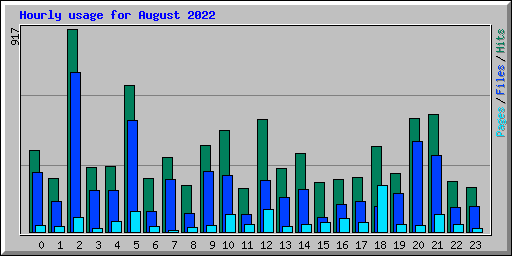 Hourly usage for August 2022
917
Pages/Files/Hits
0 1 2 3 4 5 6 7 8 9 10 11 12 13 14 15 16 17 18 19 20 21 22 23